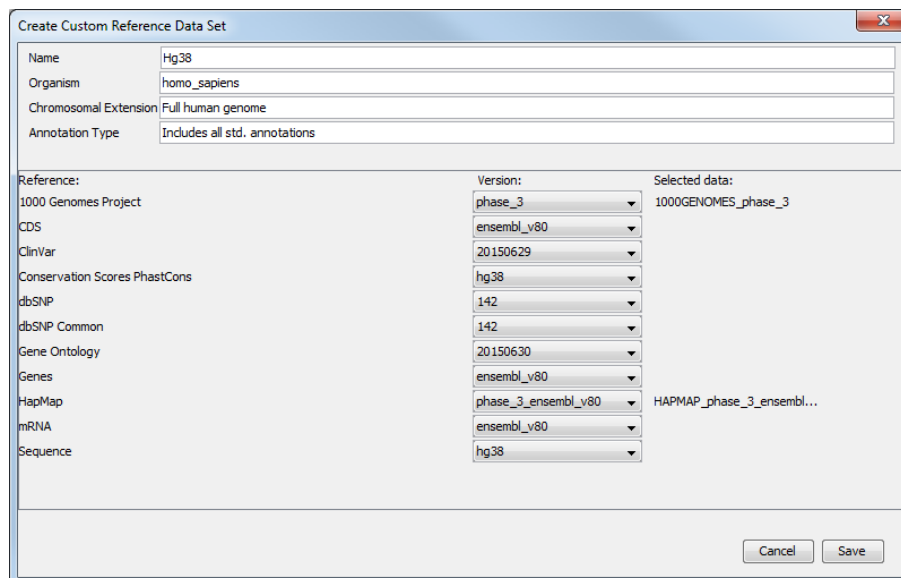 Create Custom Reference Data Set
Name Hg38
Organism homo_sapiens
Chromosomal Extension Full human genome
Annotation Type Includes all std. annotations
Reference: Version: Selected data:
1000 Genomes Project phase_3 1000GENOMES_phase_3
CDS ensembl_v80
ClinVar 20150629
Conservation Scores PhastCons hg38
dbSNP 142
dbSNP Common 142
Gene Ontology 20150630
Genes ensembl_v80
HapMap phase_3_ensembl_v80 HAPMAP_phase_3_ensembl...
mRNA ensembl_v80
Sequence hg38
Cancel Save